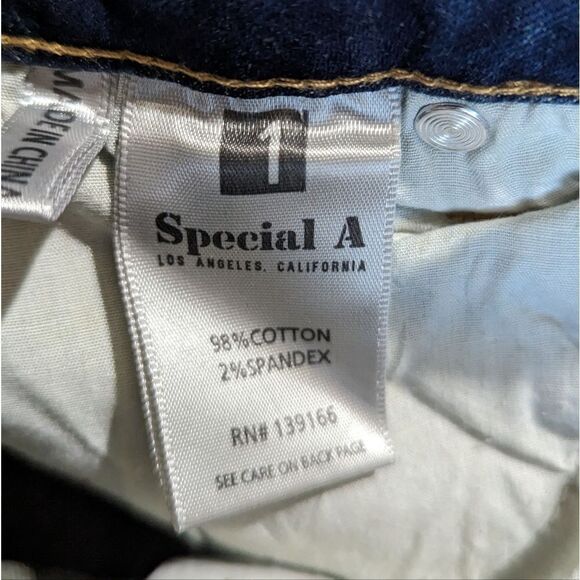 MADE IN CHINA
1
Special A
LOS ANGELES, CALIFORNIA
98%COTTON
2%SPANDEX
RN# 139166
SEE CARE ON BACK PAGE